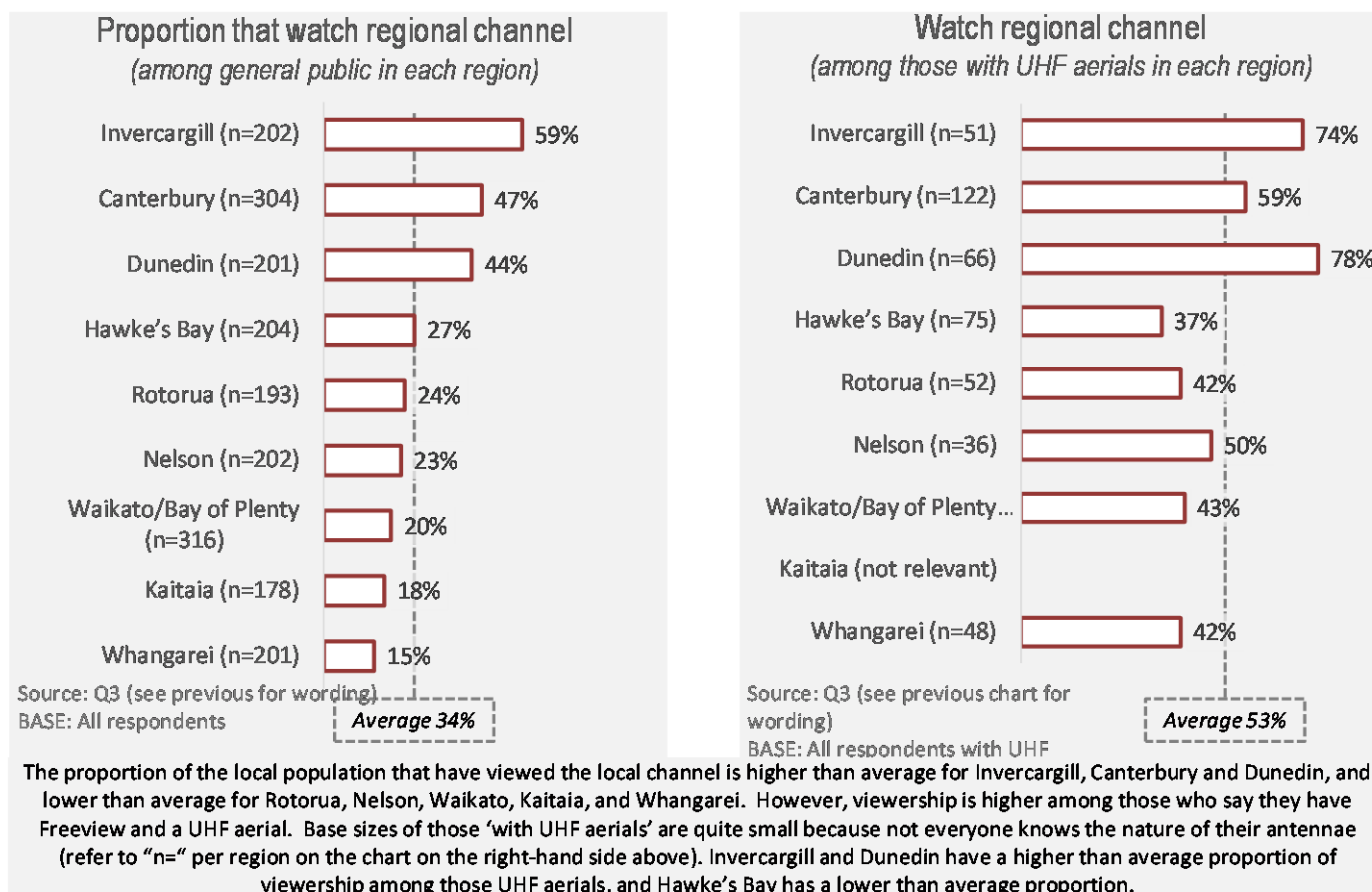 Proportion that watch regional channel
(among general public in each region)
Invercargill (n=202)
59%
Canterbury (n=304)
47%
Dunedin (n=201)
44%
Hawke's Bay (n=204)
27%
Rotorua (n=193)
24%
Nelson (n=202)
23%
Waikato/Bay of Plenty
(n=316)
20%
Kaitaia (n=178)
18%
Whangarei (n=201)
15%
Source: Q3 (see previous for wording)
BASE: All respondents
Average 34%
Watch regional channel
(among those with UHF aerials in each region)
Invercargill (n=51)
74%
Canterbury (n=122)
59%
Dunedin (n=66)
78%
Hawke's Bay (n=75)
37%
Rotorua (n=52)
42%
Nelson (n=36)
50%
Waikato/Bay of Plenty...
43%
Kaitaia (not relevant)
Whangarei (n=48)
42%
Source: Q3 (see previous chart for
wording)
BASE: All respondents with UHF
Average 53%
The proportion of the local population that have viewed the local channel is higher than average for Invercargill, Canterbury and Dunedin, and
lower than average for Rotorua, Nelson, Waikato, Kaitaia, and Whangarei.  However, viewership is higher among those who say they have
Freeview and a UHF aerial.  Base sizes of those 'with UHF aerials' are quite small because not everyone knows the nature of their antennae
(refer to "n=" per region on the chart on the right-hand side above). Invercargill and Dunedin have a higher than average proportion of
viewership among those UHF aerials, and Hawke's Bay has a lower than average proportion.